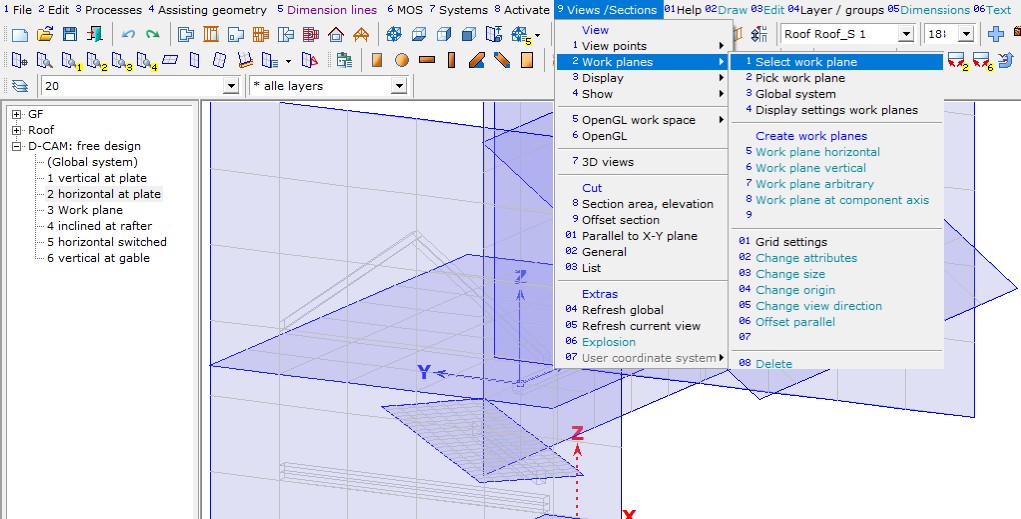 1 File 2 Edit 3 Processes 4 Assisting geometry 5 Dimension lines 6 MOS 7 Systems 8 Activate 9 Views /Sections 01 Help 02 Draw 03 Edit 04 Layer / groups 05 Dimensions 06 Text
5
Roof Roof_S 1
1 2 3 4
2
20
* alle layers
GF
Roof
D-CAM: free design
(Global system)
1 vertical at plate
2 horizontal at plate
3 Work plane
4 inclined at rafter
5 horizontal switched
6 vertical at gable
View
1 View points
2 Work planes
3 Display
4 Show
5 OpenGL work space
6 OpenGL
7 3D views
Cut
8 Section area, elevation
9 Offset section
01 Parallel to X-Y plane
02 General
03 List
Extras
04 Refresh global
05 Refresh current view
06 Explosion
07 User coordinate system
1 Select work plane
2 Pick work plane
3 Global system
4 Display settings work planes
Create work planes
5 Work plane horizontal
6 Work plane vertical
7 Work plane arbitrary
8 Work plane at component axis
9
01 Grid settings
02 Change attributes
03 Change size
04 Change origin
05 Change view direction
06 Offset parallel
07
08 Delete
Z
Y
Z
X